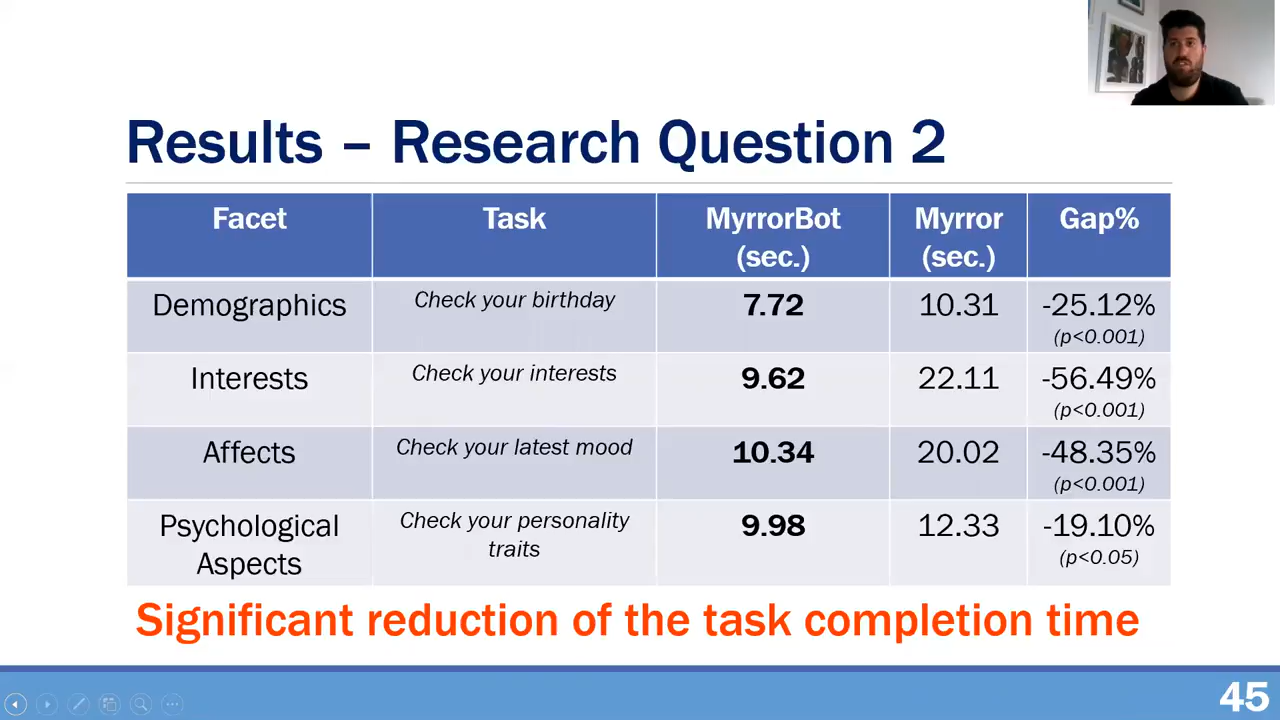 Results – Research Question 2
Facet
Task
MyrrorBot
(sec.)
Myrror
(sec.)
Gap%
Demographics
Check your birthday
7.72
10.31
-25.12%
(p<0.001)
Interests
Check your interests
9.62
22.11
-56.49%
(p<0.001)
Affects
Check your latest mood
10.34
20.02
-48.35%
(p<0.001)
Psychological
Aspects
Check your personality
traits
9.98
12.33
-19.10%
(p<0.05)
Significant reduction of the task completion time
45